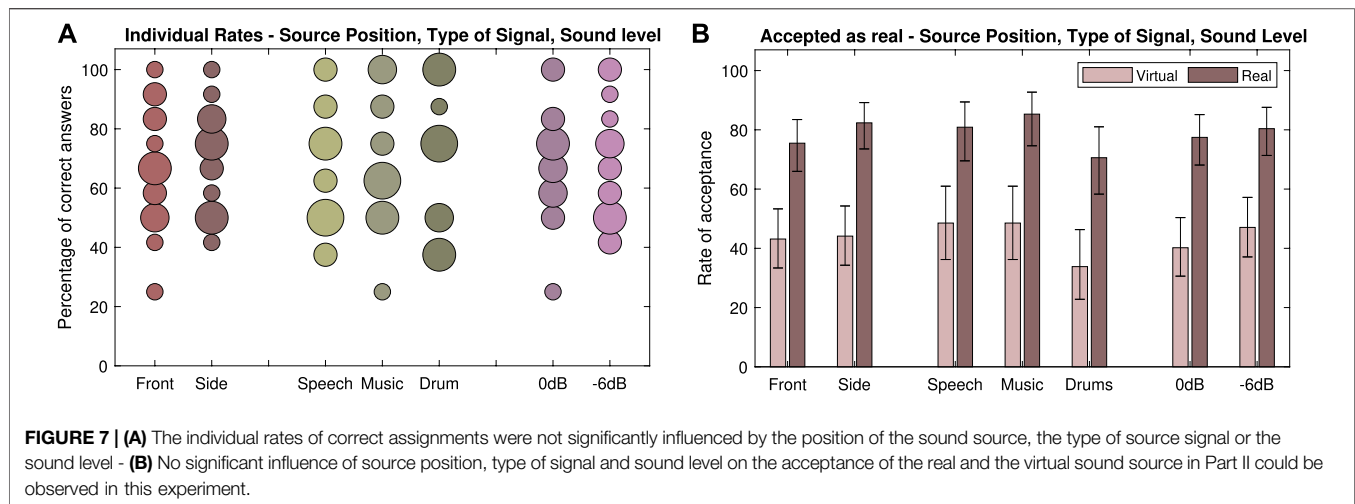 A Individual Rates - Source Position, Type of Signal, Sound level
Percentage of correct answers
100
80
60
40
20
0
Front Side Speech Music Drum 0dB -6dB
B Accepted as real - Source Position, Type of Signal, Sound Level
Virtual Real
Rate of acceptance
100
80
60
40
20
0
Front Side Speech Music Drums 0dB -6dB
FIGURE 7 | (A) The individual rates of correct assignments were not significantly influenced by the position of the sound source, the type of source signal or the
sound level - (B) No significant influence of source position, type of signal and sound level on the acceptance of the real and the virtual sound source in Part II could be
observed in this experiment.